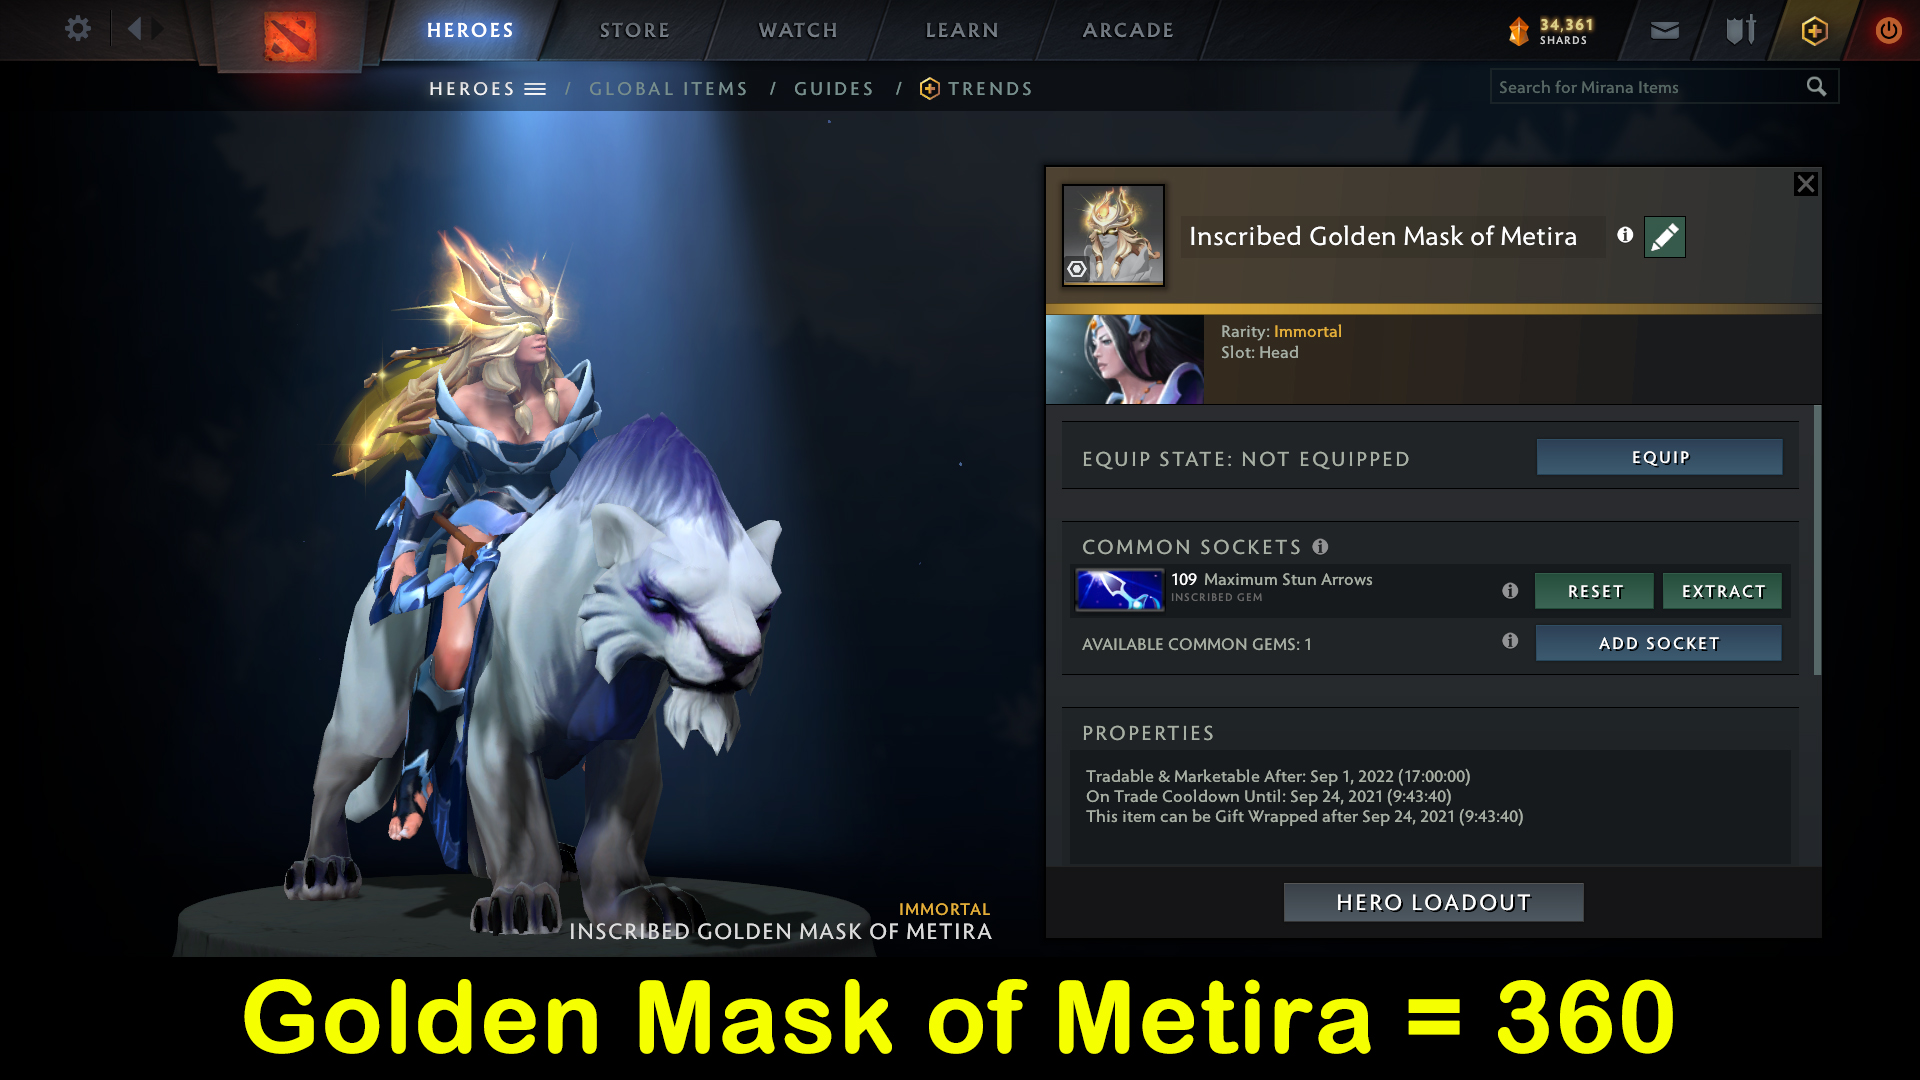 HEROES
STORE
WATCH
LEARN
ARCADE
34,361
SHARDS
HEROES / GLOBAL ITEMS / GUIDES / TRENDS
Search for Mirana Items
Inscribed Golden Mask of Metira
Rarity: Immortal
Slot: Head
EQUIP STATE: NOT EQUIPPED
EQUIP
COMMON SOCKETS
109 Maximum Stun Arrows
INSCRIBED GEM
RESET
EXTRACT
AVAILABLE COMMON GEMS: 1
ADD SOCKET
PROPERTIES
Tradable & Marketable After: Sep 1, 2022 (17:00:00)
On Trade Cooldown Until: Sep 24, 2021 (9:43:40)
This item can be Gift Wrapped after Sep 24, 2021 (9:43:40)
HERO LOADOUT
IMMORTAL
INSCRIBED GOLDEN MASK OF METIRA
Golden Mask of Metira = 360